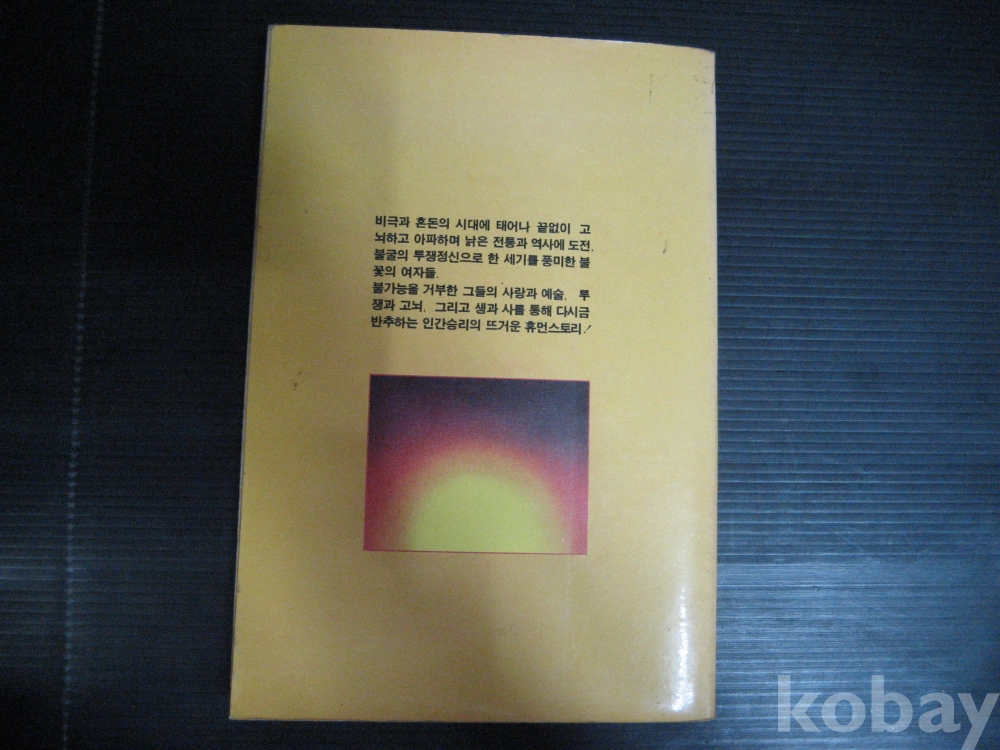 비극과 혼돈의 시대에 태어나 끝없이 고
뇌하고 아파하며 낡은 전통과 역사에 도전,
불굴의 투쟁정신으로 한 세기를 풍미한 불
꽃의 여자들.
불가능을 거부한 그들의 사랑과 예술, 투
쟁과 고뇌, 그리고 생과 사를 통해 다시금
반추하는 인간승리의 뜨거운 휴먼스토리!
kobay